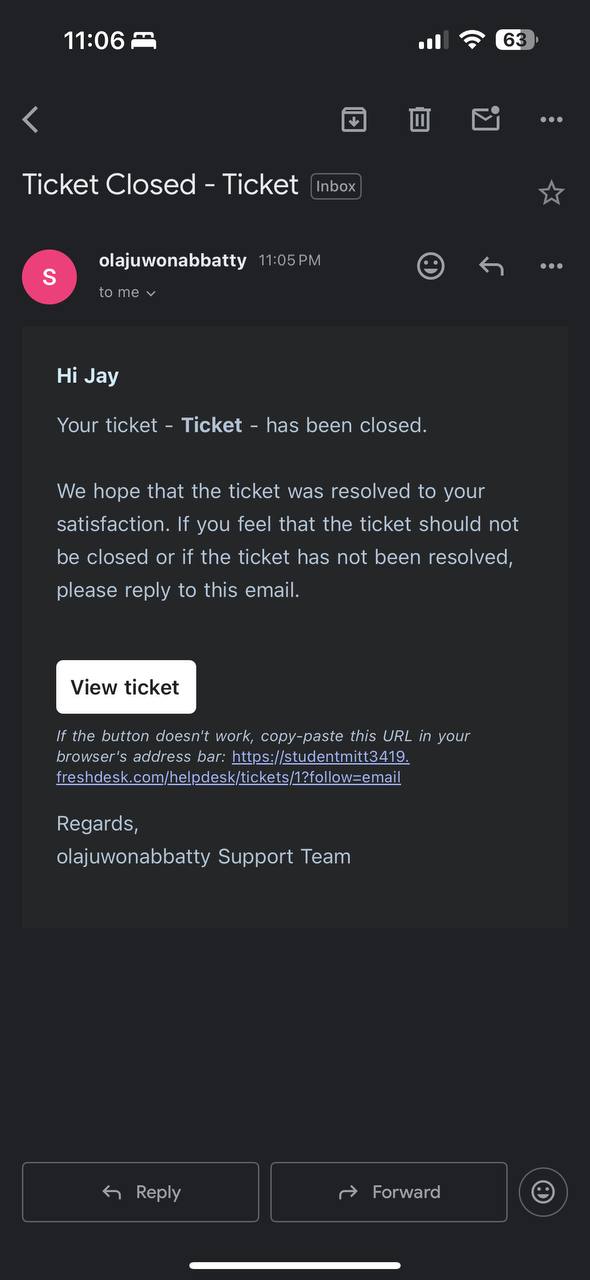 11:06
63
Ticket Closed - Ticket Inbox
S
olajuwonabbatty 11:05 PM
to me
Hi Jay
Your ticket - Ticket - has been closed.
We hope that the ticket was resolved to your
satisfaction. If you feel that the ticket should not
be closed or if the ticket has not been resolved,
please reply to this email.
View ticket
If the button doesn't work, copy-paste this URL in your
browser's address bar: https://studentmitt3419.
freshdesk.com/helpdesk/tickets/1?follow=email
Regards,
olajuwonabbatty Support Team
Reply
Forward